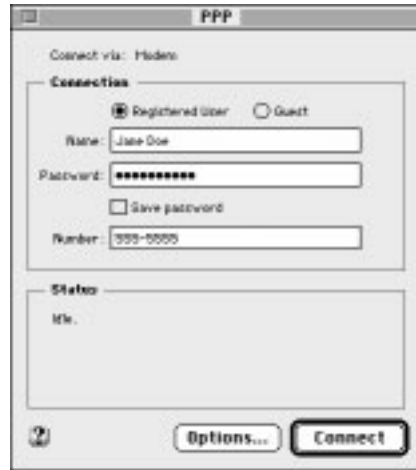 PPP
Connect via: Modem
Connection
Registered User Guest
Name: Jane Doe
Password: ●●●●●●●●●●
Save password
Number: 555-5555
Status
Idle.
? Options... Connect